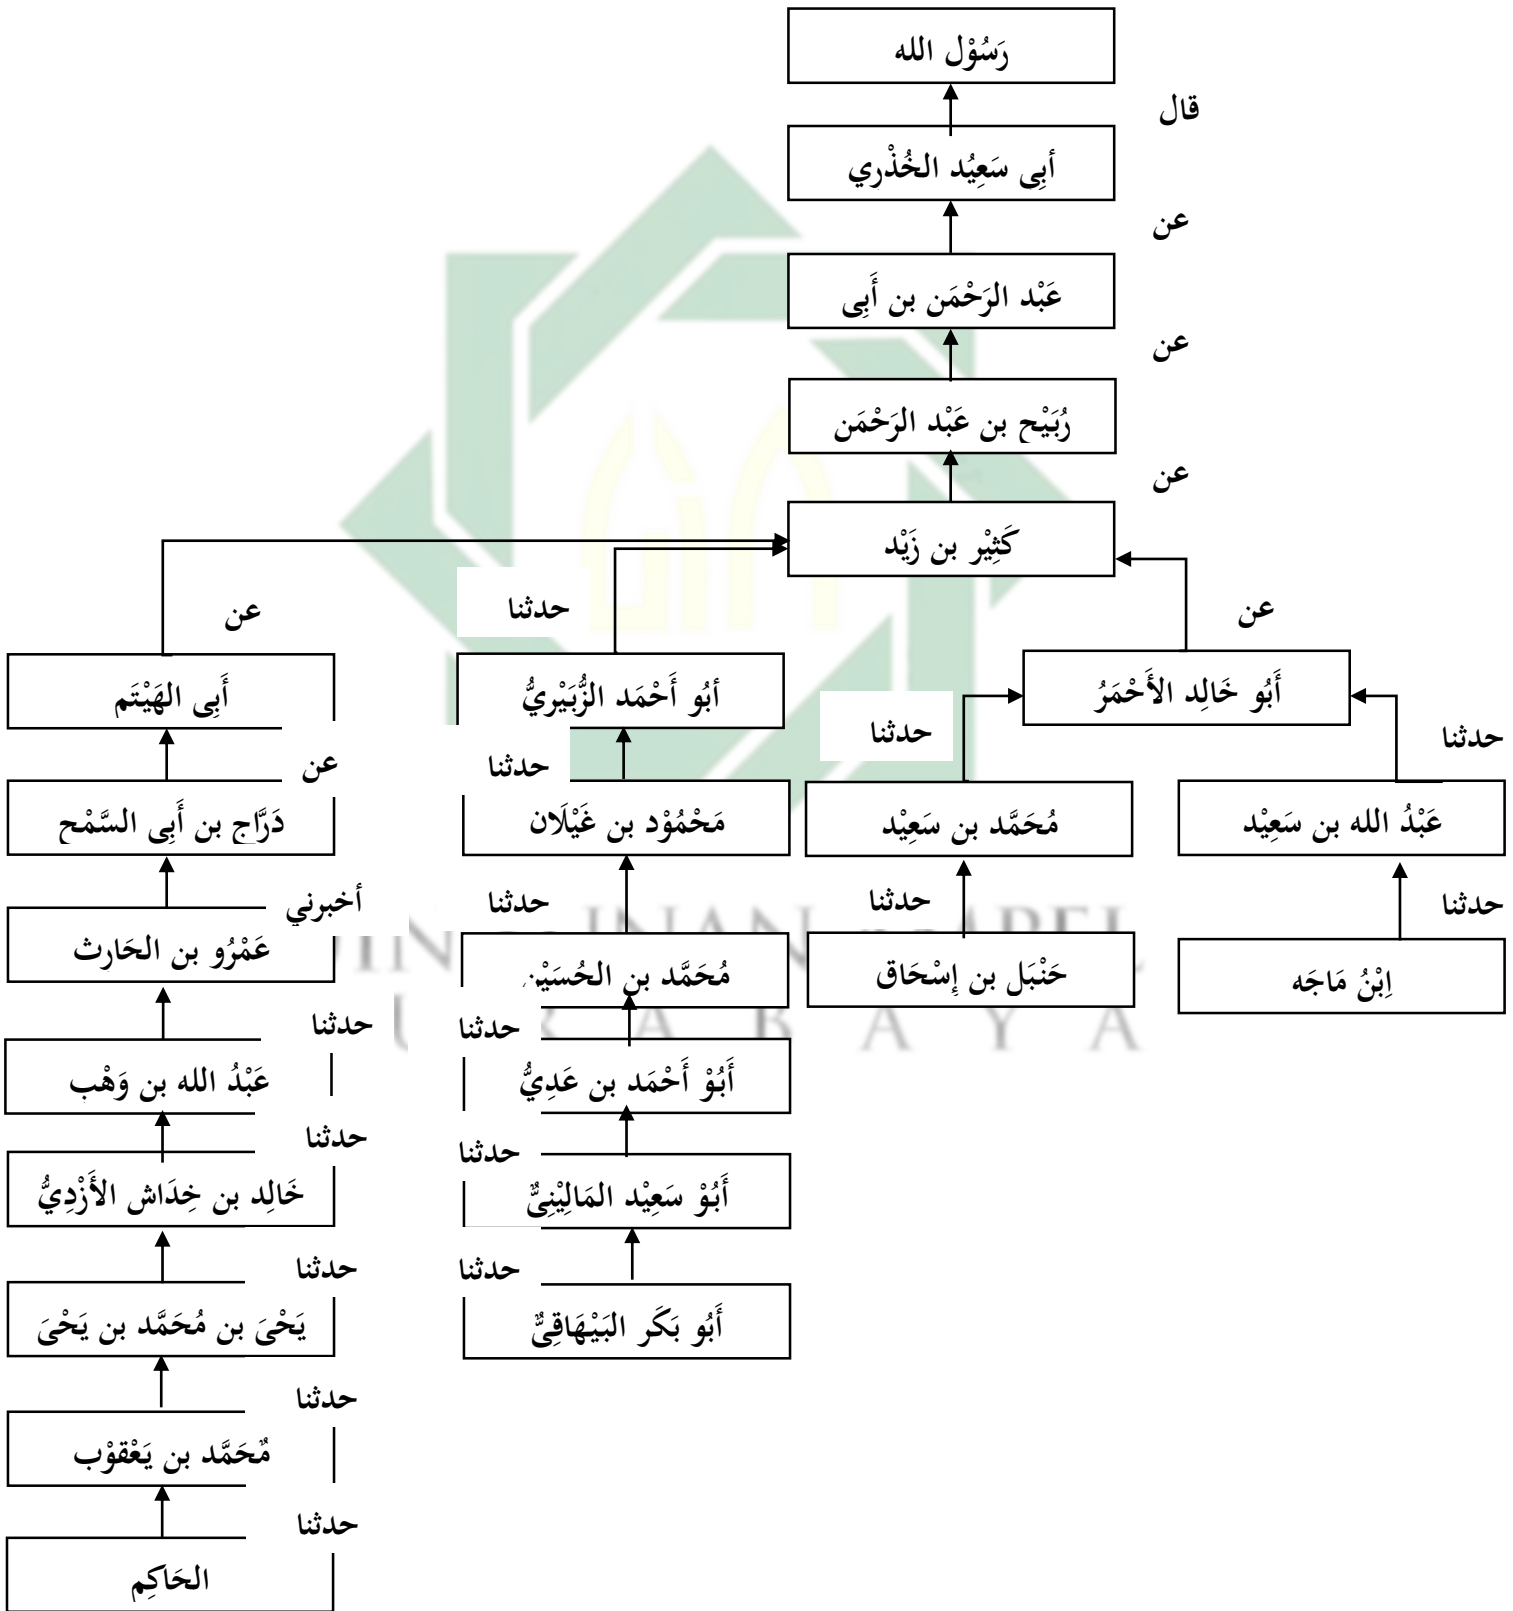 رَسُوْل الله
قال
أبِى سَعِيُد الخُذْري
عن
عَبْد الرَحْمَن بن أَبِى
عن
رُبَيْح بن عَبْد الرَحْمَن
عن
كَثِيْر بن زَيْد
عن
حدثنا
عن
أَبُو خَالِد الأَحْمَرُ
أبُو أَحْمَد الزُّبَيْريُّ
أَبِى الهَيْتَم
حدثنا
حدثنا
حدثنا
عن
عَبْدُ الله بن سَعِيْد
مُحَمَّد بن سَعِيْد
مَحْمُوْد بن غَيْلَان
دَرَّاج بن أَبِى السَّمْح
حدثنا
حدثنا
حدثنا
أخبرني
اِبْنُ مَاجَه
حَنْبَل بن إِسْحَاق
مُحَمَّد بن الحُسَيْن
عَمْرُو بن الحَارث
حدثنا
حدثنا
أَبُوْ أَحْمَد بن عَدِيُّ
عَبْدُ الله بن وَهْب
حدثنا
حدثنا
أَبُوْ سَعِيْد المَالِيْنِىٌّ
خَالِد بن خِدَاش الأَزْدِيُّ
حدثنا
حدثنا
أَبُو بَكَر البَيْهَاقِىٌّ
يَحْىَ بن مُحَمَّد بن يَحْىَ
حدثنا
مٌحَمَّد بن يَعْقوْب
حدثنا
الحَاكِم